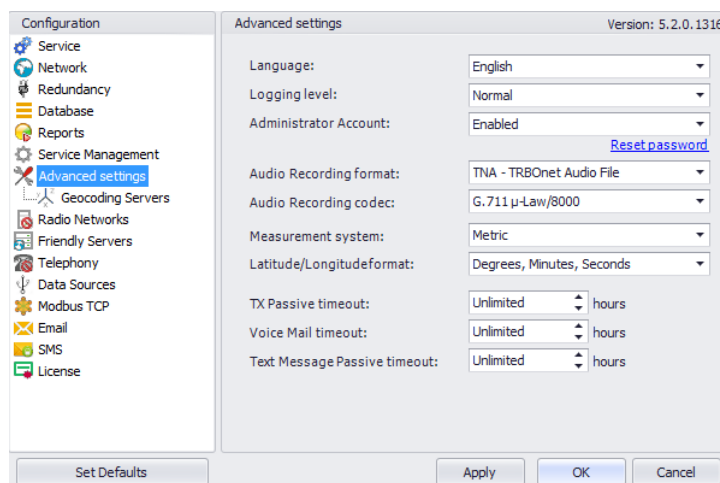 Configuration
Service
Network
Redundancy
Database
Reports
Service Management
Advanced settings
Geocoding Servers
Radio Networks
Friendly Servers
Telephony
Data Sources
Modbus TCP
Email
SMS
License
Set Defaults
Advanced settings Version: 5.2.0.1316
Language: English
Logging level: Normal
Administrator Account: Enabled
Reset password
Audio Recording format: TNA - TRBOnet Audio File
Audio Recording codec: G.711 µ-Law/8000
Measurement system: Metric
Latitude/Longitudeformat: Degrees, Minutes, Seconds
TX Passive timeout: Unlimited hours
Voice Mail timeout: Unlimited hours
Text Message Passive timeout: Unlimited hours
Apply OK Cancel